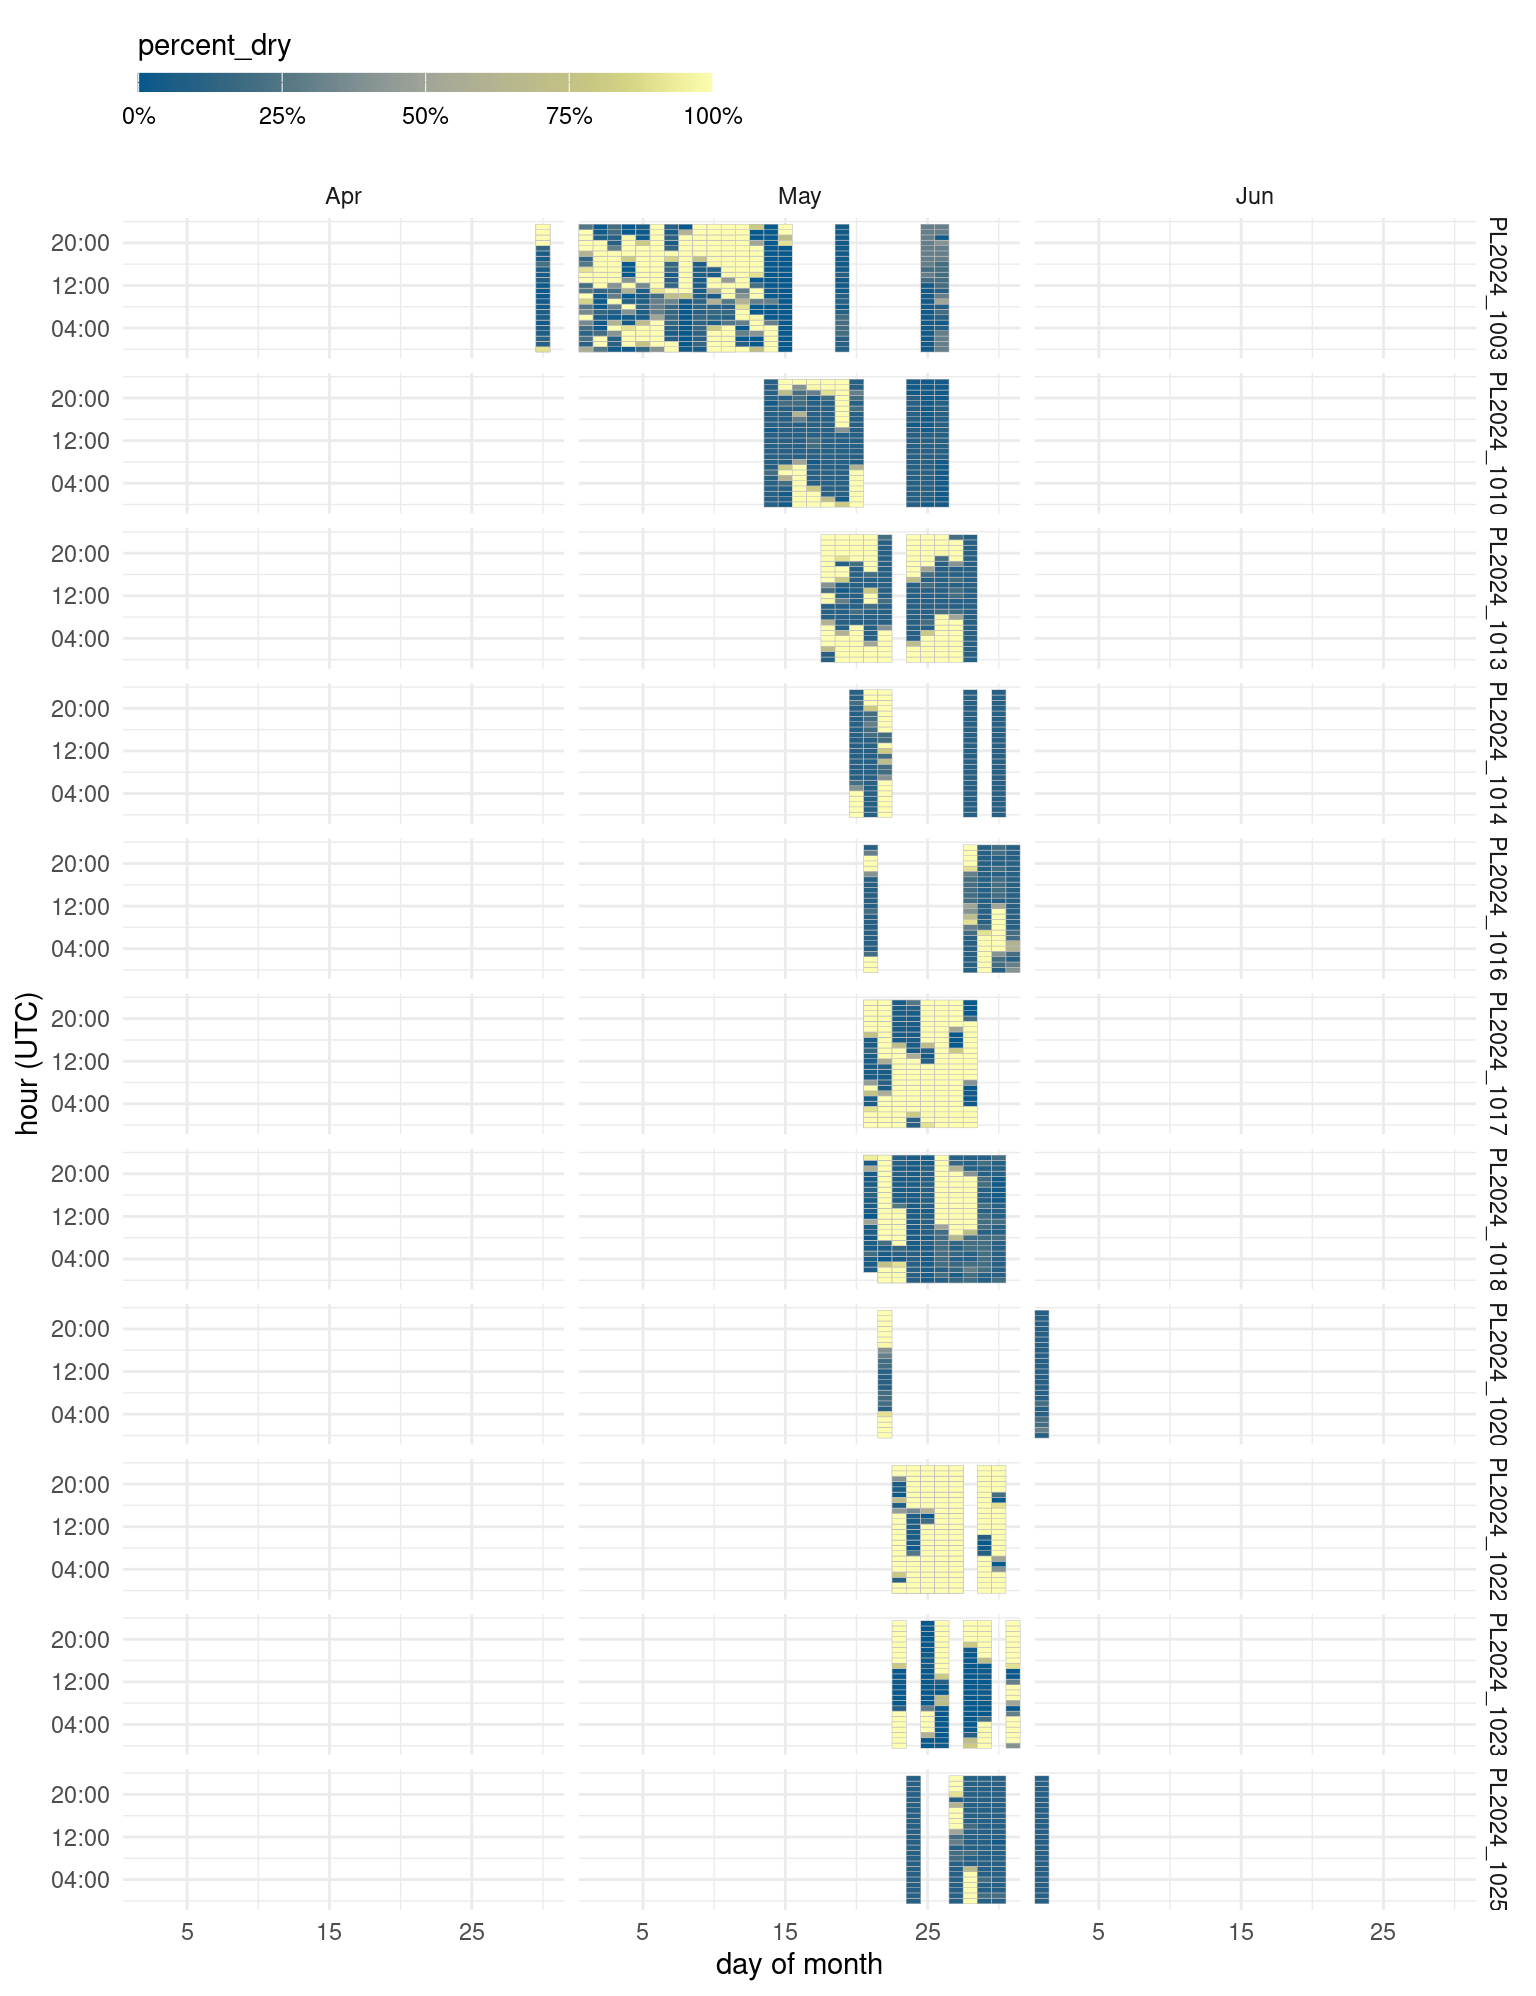 percent_dry
0% 25% 50% 75% 100%
Apr May Jun
hour (UTC)
20:00
12:00
04:00
PL2024_1003
20:00
12:00
04:00
PL2024_1010
20:00
12:00
04:00
PL2024_1013
20:00
12:00
04:00
PL2024_1014
20:00
12:00
04:00
PL2024_1016
20:00
12:00
04:00
PL2024_1017
20:00
12:00
04:00
PL2024_1018
20:00
12:00
04:00
PL2024_1020
20:00
12:00
04:00
PL2024_1022
20:00
12:00
04:00
PL2024_1023
20:00
12:00
04:00
PL2024_1025
5 15 25 5 15 25 5 15 25
day of month